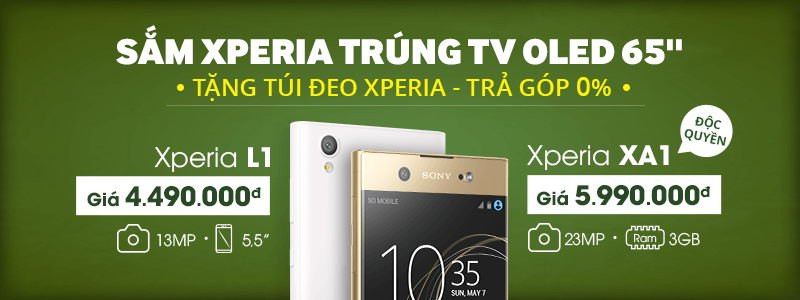 SẮM XPERIA TRÚNG TV OLED 65"
• TẶNG TÚI ĐEO XPERIA - TRẢ GÓP 0% •
Xperia L1
Giá 4.490.000đ
13MP • 5,5"
SONY
SO MOBILE
10 35
SUN, MAY 7
Xperia XA1
ĐỘC
QUYỀN
Giá 5.990.000đ
23MP • Ram 3GB